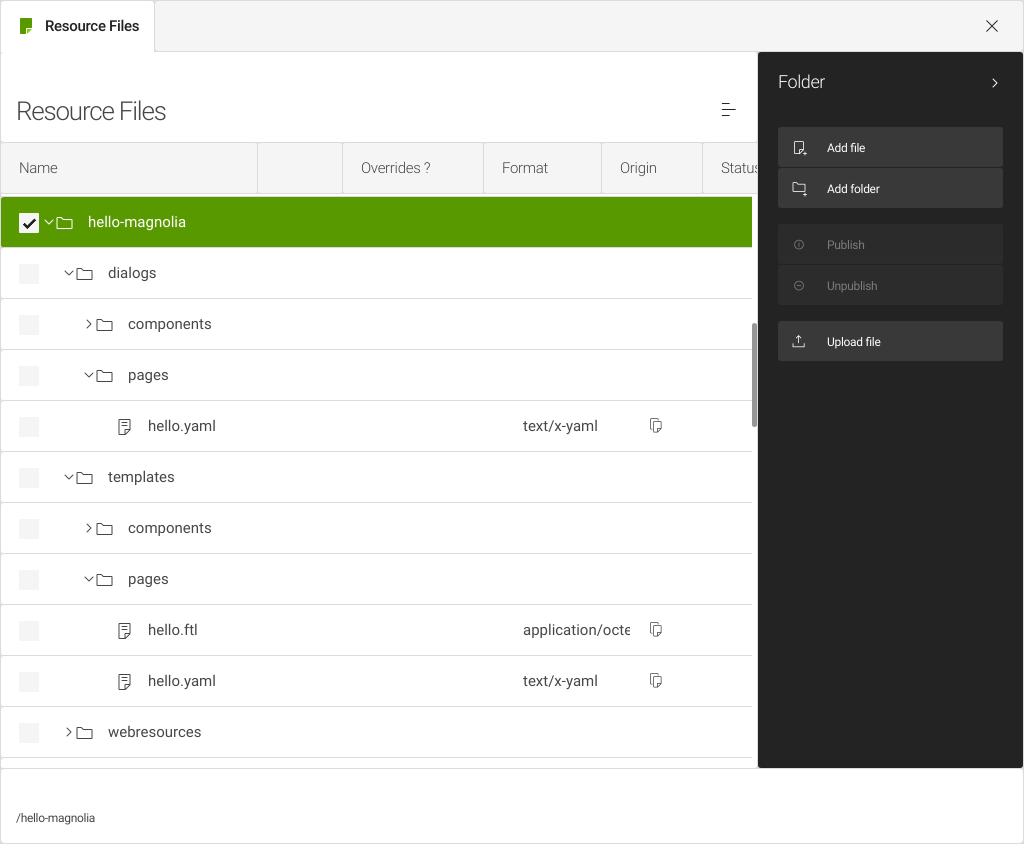 Resource Files
Resource Files
Name Overrides ? Format Origin Status
hello-magnolia
dialogs
components
pages
hello.yaml text/x-yaml
templates
components
pages
hello.ftl application/octe
hello.yaml text/x-yaml
webresources
/hello-magnolia
Folder
Add file
Add folder
Publish
Unpublish
Upload file